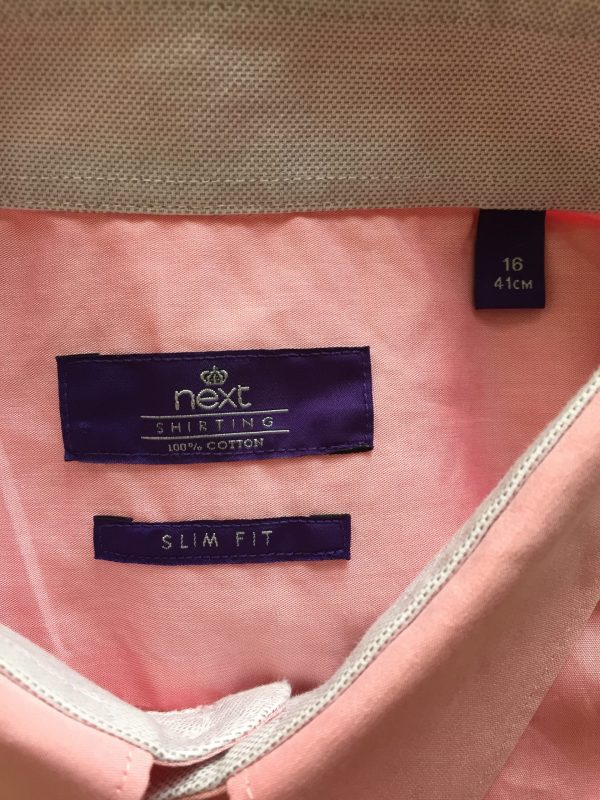 16
41CM
next
SHIRTING
100% COTTON
SLIM FIT